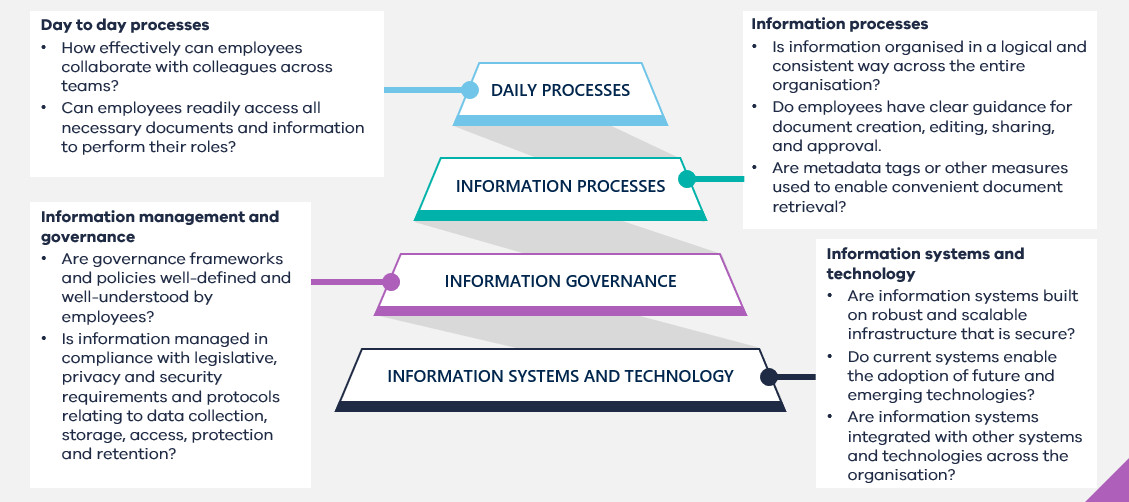 Day to day processes
• How effectively can employees
collaborate with colleagues across
teams?
• Can employees readily access all
necessary documents and information
to perform their roles?
Information management and
governance
• Are governance frameworks
and policies well-defined and
well-understood by
employees?
• Is information managed in
compliance with legislative,
privacy and security
requirements and protocols
relating to data collection,
storage, access, protection
and retention?
DAILY PROCESSES
INFORMATION PROCESSES
INFORMATION GOVERNANCE
INFORMATION SYSTEMS AND TECHNOLOGY
Information processes
• Is information organised in a logical and
consistent way across the entire
organisation?
• Do employees have clear guidance for
document creation, editing, sharing,
and approval.
• Are metadata tags or other measures
used to enable convenient document
retrieval?
Information systems and
technology
• Are information systems built
on robust and scalable
infrastructure that is secure?
• Do current systems enable
the adoption of future and
emerging technologies?
• Are information systems
integrated with other systems
and technologies across the
organisation?